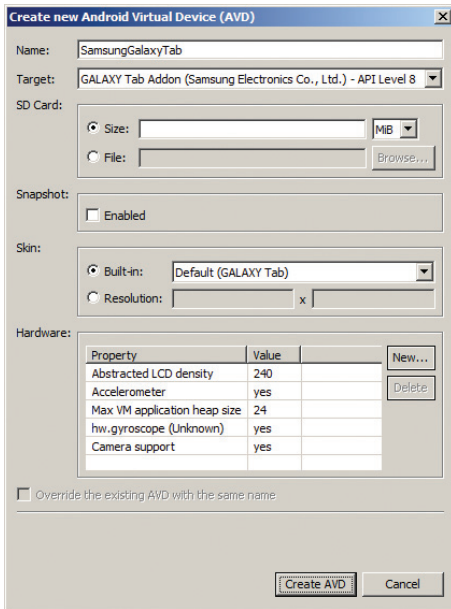 Create new Android Virtual Device (AVD)
Name: SamsungGalaxyTab
Target: GALAXY Tab Addon (Samsung Electronics Co., Ltd.) - API Level 8
SD Card:
Size: MiB
File: Browse...
Snapshot:
Enabled
Skin:
Built-in: Default (GALAXY Tab)
Resolution: x
Hardware:
Property Value New...
Abstracted LCD density 240
Accelerometer yes Delete
Max VM application heap size 24
hw.gyroscope (Unknown) yes
Camera support yes
Override the existing AVD with the same name
Create AVD Cancel